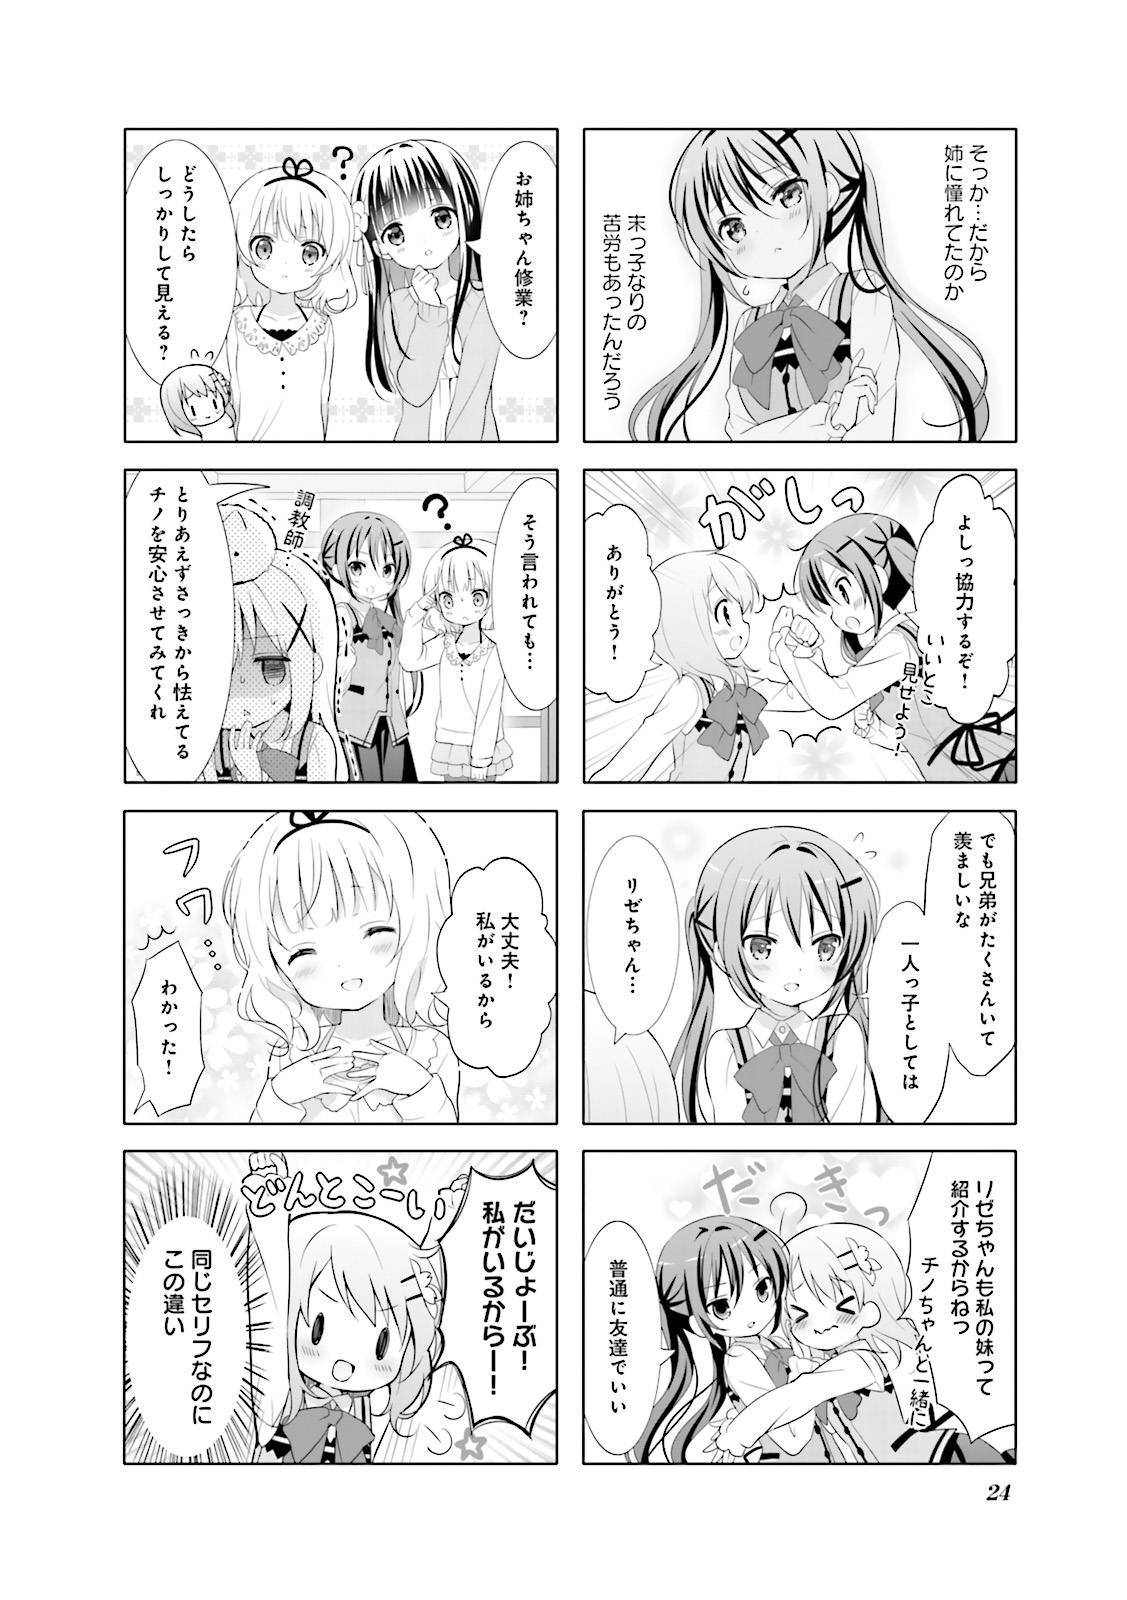 そっか…だから
姉に憧れてたのか
末っ子なりの
苦労もあったんだろう
よしっ協力するぞ！
いいとこ
見せよう！
がしっ
ありがとう！
でも兄弟がたくさんいて
羨ましいな
一人っ子としては
リゼちゃん…
リゼちゃんも私の妹って
紹介するからねっ
チノちゃんと一緒に
だきっ
普通に友達でいい
お姉ちゃん修業？
？
どうしたら
しっかりして見える？
そう言われても…
？
調教師…
とりあえずさっきから怯えてる
チノを安心させてみてくれ
大丈夫！
私がいるから
フワ…
わかった！
だいじょーぶ！
私がいるからー！
どんとこーい
同じセリフなのに
この違い
24